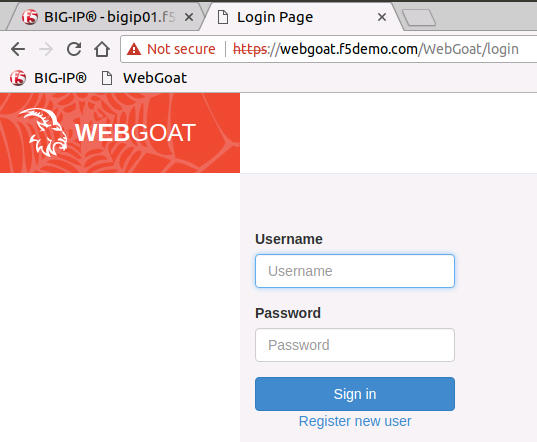 BIG-IP® - bigip01.f5
Login Page
Not secure https://webgoat.f5demo.com/WebGoat/login
BIG-IP® WebGoat
WEBGOAT
Username
Username
Password
Password
Sign in
Register new user